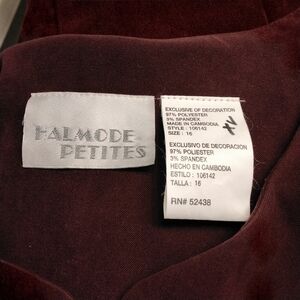 HALMODE
PETITES
EXCLUSIVE OF DECORATION
97% POLYESTER
3% SPANDEX
MADE IN CAMBODIA
STYLE : 106142
SIZE : 16
EXCLUSIVO DE DECORACION
97% POLIESTER
3% SPANDEX
HECHO EN CAMBODIA
ESTILO : 106142
TALLA : 16
RN# 52438